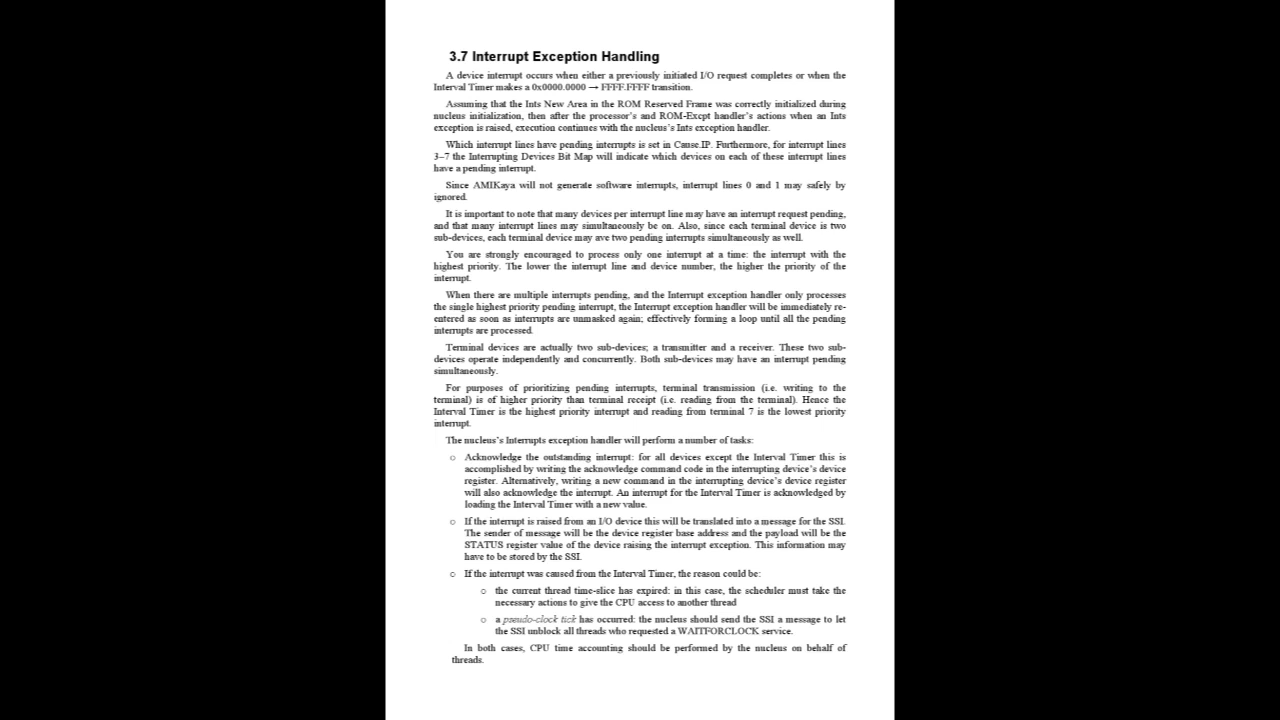 3.7 Interrupt Exception Handling
A device interrupt occurs when either a previously initiated I/O request completes or when the
Interval Timer makes a 0x0000.0000 → FFFF.FFFF transition.
Assuming that the Ints New Area in the ROM Reserved Frame was correctly initialized during
nucleus initialization, then after the processor's and ROM-Excpt handler's actions when an Ints
exception is raised, execution continues with the nucleus's Ints exception handler.
Which interrupt lines have pending interrupts is set in Cause.IP. Furthermore, for interrupt lines
3–7 the Interrupting Devices Bit Map will indicate which devices on each of these interrupt lines
have a pending interrupt.
Since AMIKaya will not generate software interrupts, interrupt lines 0 and 1 may safely by
ignored.
It is important to note that many devices per interrupt line may have an interrupt request pending,
and that many interrupt lines may simultaneously be on. Also, since each terminal device is two
sub-devices, each terminal device may ave two pending interrupts simultaneously as well.
You are strongly encouraged to process only one interrupt at a time: the interrupt with the
highest priority. The lower the interrupt line and device number, the higher the priority of the
interrupt.
When there are multiple interrupts pending, and the Interrupt exception handler only processes
the single highest priority pending interrupt, the Interrupt exception handler will be immediately re-
entered as soon as interrupts are unmasked again; effectively forming a loop until all the pending
interrupts are processed.
Terminal devices are actually two sub-devices; a transmitter and a receiver. These two sub-
devices operate independently and concurrently. Both sub-devices may have an interrupt pending
simultaneously.
For purposes of prioritizing pending interrupts, terminal transmission (i.e. writing to the
terminal) is of higher priority than terminal receipt (i.e. reading from the terminal). Hence the
Interval Timer is the highest priority interrupt and reading from terminal 7 is the lowest priority
interrupt.
The nucleus's Interrupts exception handler will perform a number of tasks:
o Acknowledge the outstanding interrupt: for all devices except the Interval Timer this is
accomplished by writing the acknowledge command code in the interrupting device's device
register. Alternatively, writing a new command in the interrupting device's device register
will also acknowledge the interrupt. An interrupt for the Interval Timer is acknowledged by
loading the Interval Timer with a new value.
o If the interrupt is raised from an I/O device this will be translated into a message for the SSI.
The sender of message will be the device register base address and the payload will be the
STATUS register value of the device raising the interrupt exception. This information may
have to be stored by the SSI.
o If the interrupt was caused from the Interval Timer, the reason could be:
o the current thread time-slice has expired: in this case, the scheduler must take the
necessary actions to give the CPU access to another thread
o a pseudo-clock tick has occurred: the nucleus should send the SSI a message to let
the SSI unblock all threads who requested a WAITFORCLOCK service.
In both cases, CPU time accounting should be performed by the nucleus on behalf of
threads.